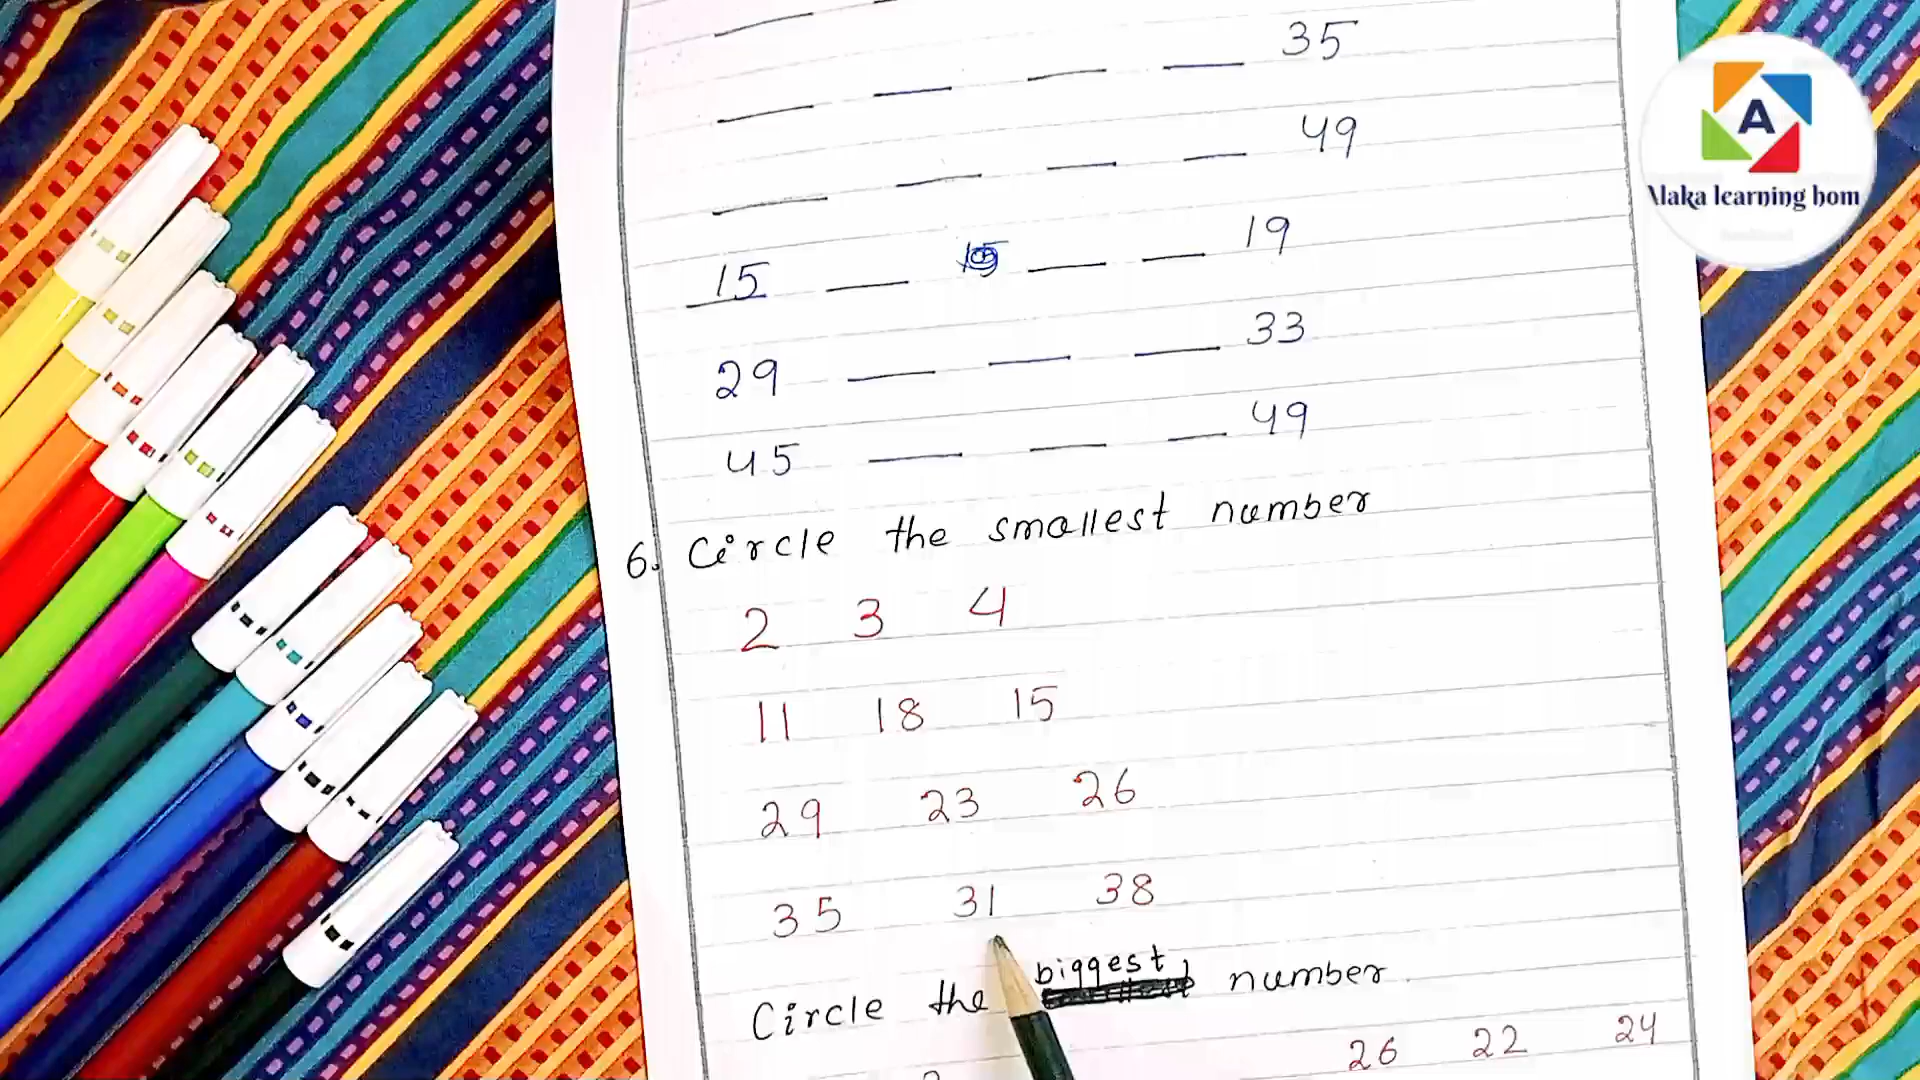 35
49
15 19
29 33
45 49
6. Circle the smallest number
2 3 4
11 18 15
29 23 26
35 31 38
Circle the biggest number
26 22 24
A
Alaka learning hom